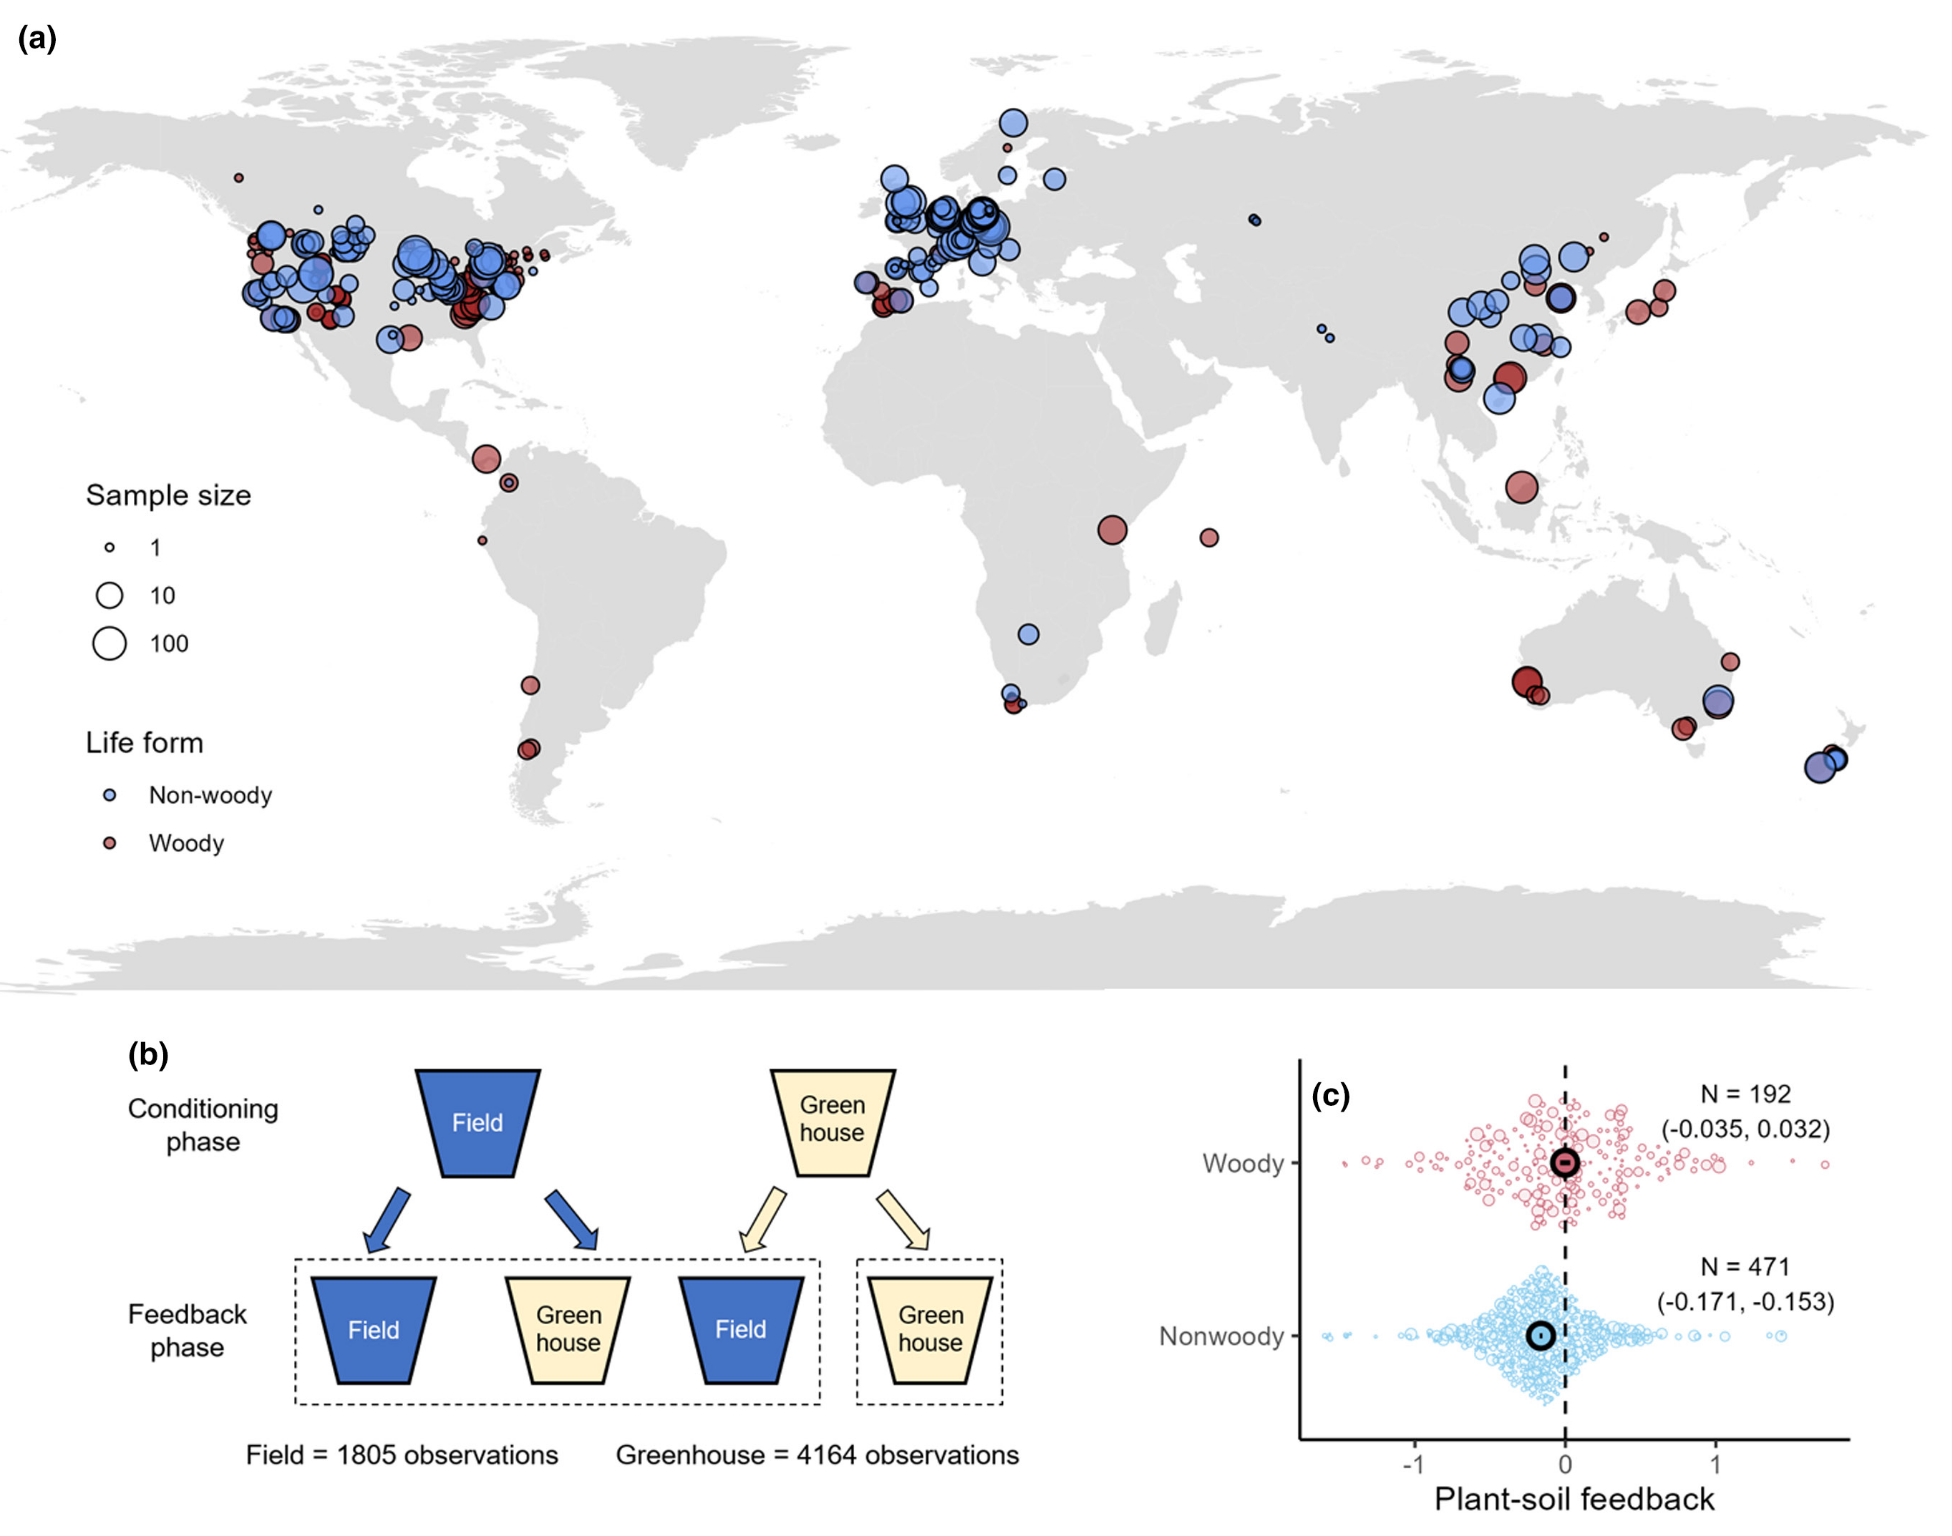 (a)
Sample size
1
10
100
Life form
Non-woody
Woody
(b)
Conditioning
phase
Field
Green
house
Feedback
phase
Field
Green
house
Field
Green
house
Field = 1805 observations
Greenhouse = 4164 observations
(c)
N = 192
(-0.035, 0.032)
Woody
N = 471
(-0.171, -0.153)
Nonwoody
-1
0
1
Plant-soil feedback